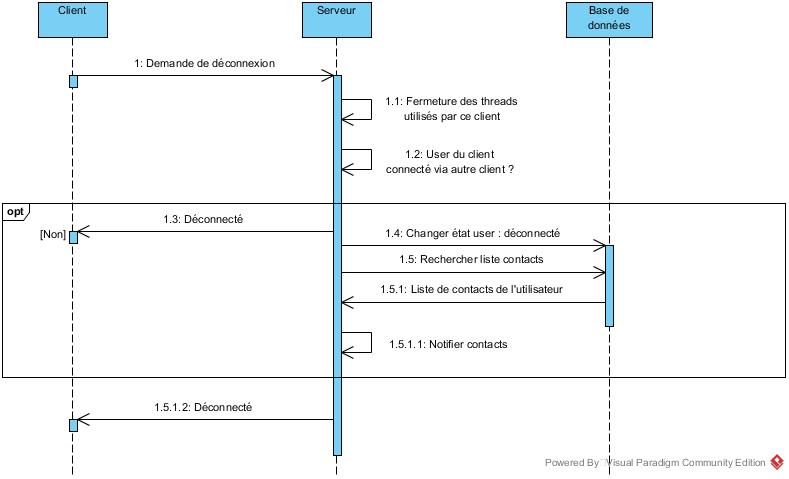 Client
Serveur
Base de
données
1: Demande de déconnexion
1.1: Fermeture des threads
utilisés par ce client
1.2: User du client
connecté via autre client ?
opt
1.3: Déconnecté
[Non]
1.4: Changer état user : déconnecté
1.5: Rechercher liste contacts
1.5.1: Liste de contacts de l'utilisateur
1.5.1.1: Notifier contacts
1.5.1.2: Déconnecté
Powered By Visual Paradigm Community Edition